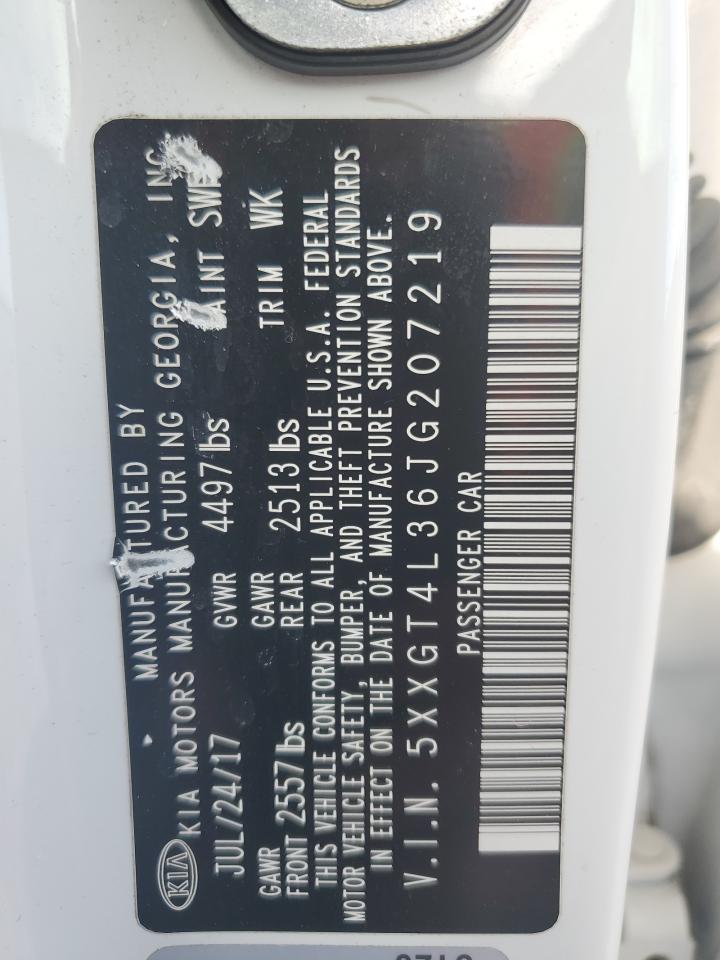 MANUFACTURED BY
KIA KIA MOTORS MANUFACTURING GEORGIA, INC
JUL/24/17 GVWR 4497 lbs PAINT SWP
GAWR FRONT 2557 lbs GAWR REAR 2513 lbs TRIM WK
THIS VEHICLE CONFORMS TO ALL APPLICABLE U.S.A. FEDERAL
MOTOR VEHICLE SAFETY, BUMPER, AND THEFT PREVENTION STANDARDS
IN EFFECT ON THE DATE OF MANUFACTURE SHOWN ABOVE.
V.I.N. 5XXGT4L36JG207219
PASSENGER CAR